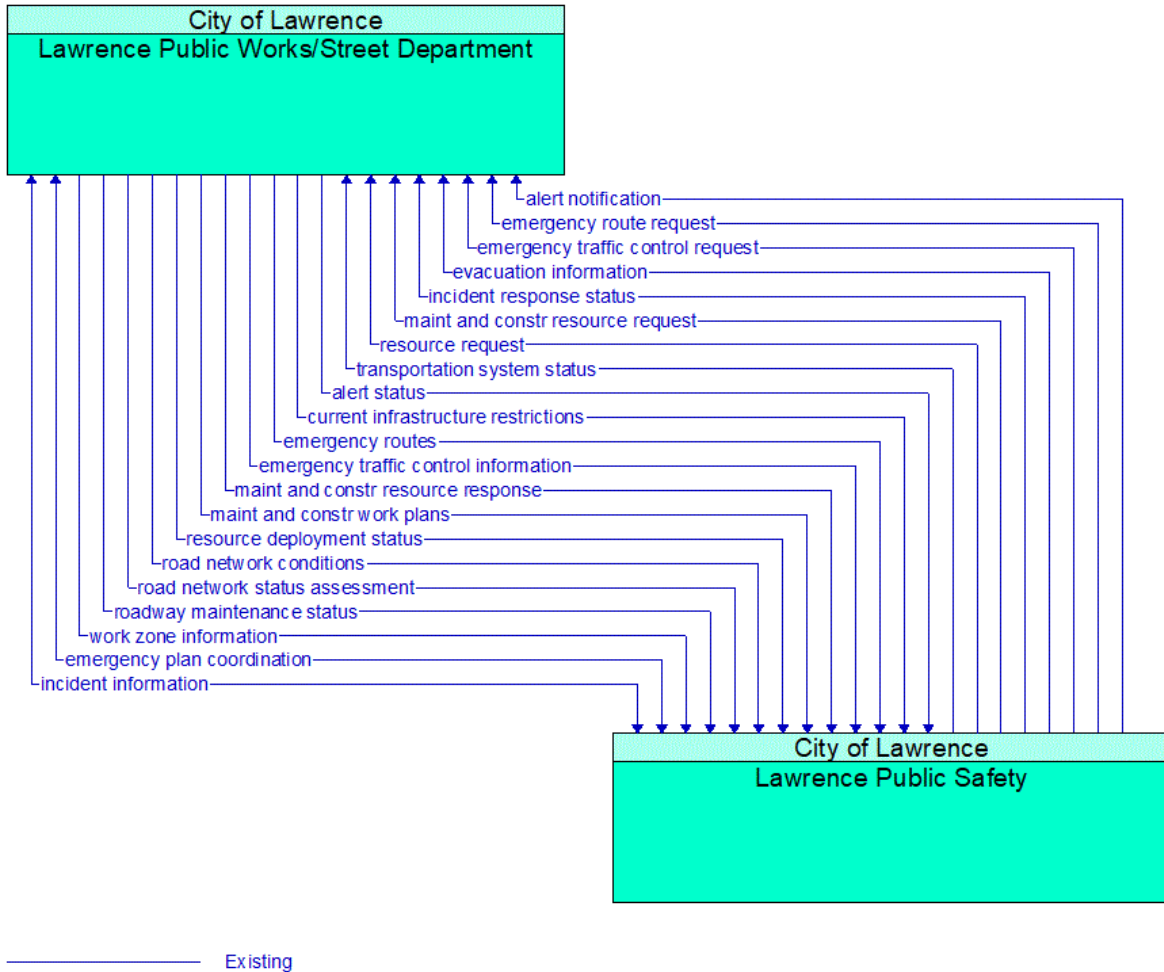 City of Lawrence
Lawrence Public Works/Street Department
alert notification
emergency route request
emergency traffic control request
evacuation information
incident response status
maint and constr resource request
resource request
transportation system status
alert status
current infrastructure restrictions
emergency routes
emergency traffic control information
maint and constr resource response
maint and constr work plans
resource deployment status
road network conditions
road network status assessment
roadway maintenance status
work zone information
emergency plan coordination
incident information
City of Lawrence
Lawrence Public Safety
Existing